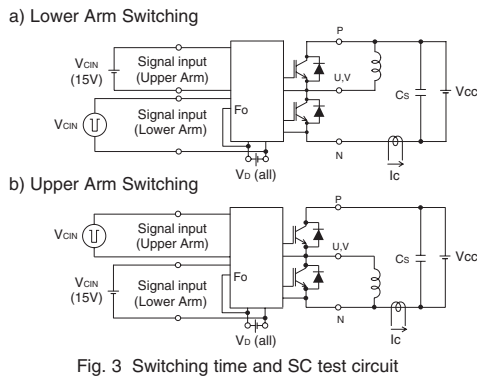 a) Lower Arm Switching
P
VCIN
(15V)
Signal input
(Upper Arm)
Signal input
(Lower Arm)
VCIN
Fo
U,V
CS
Vcc
VD (all)
N
Ic
b) Upper Arm Switching
P
VCIN
Signal input
(Upper Arm)
VCIN
(15V)
Signal input
(Lower Arm)
Fo
U,V
CS
Vcc
VD (all)
N
Ic
Fig. 3 Switching time and SC test circuit